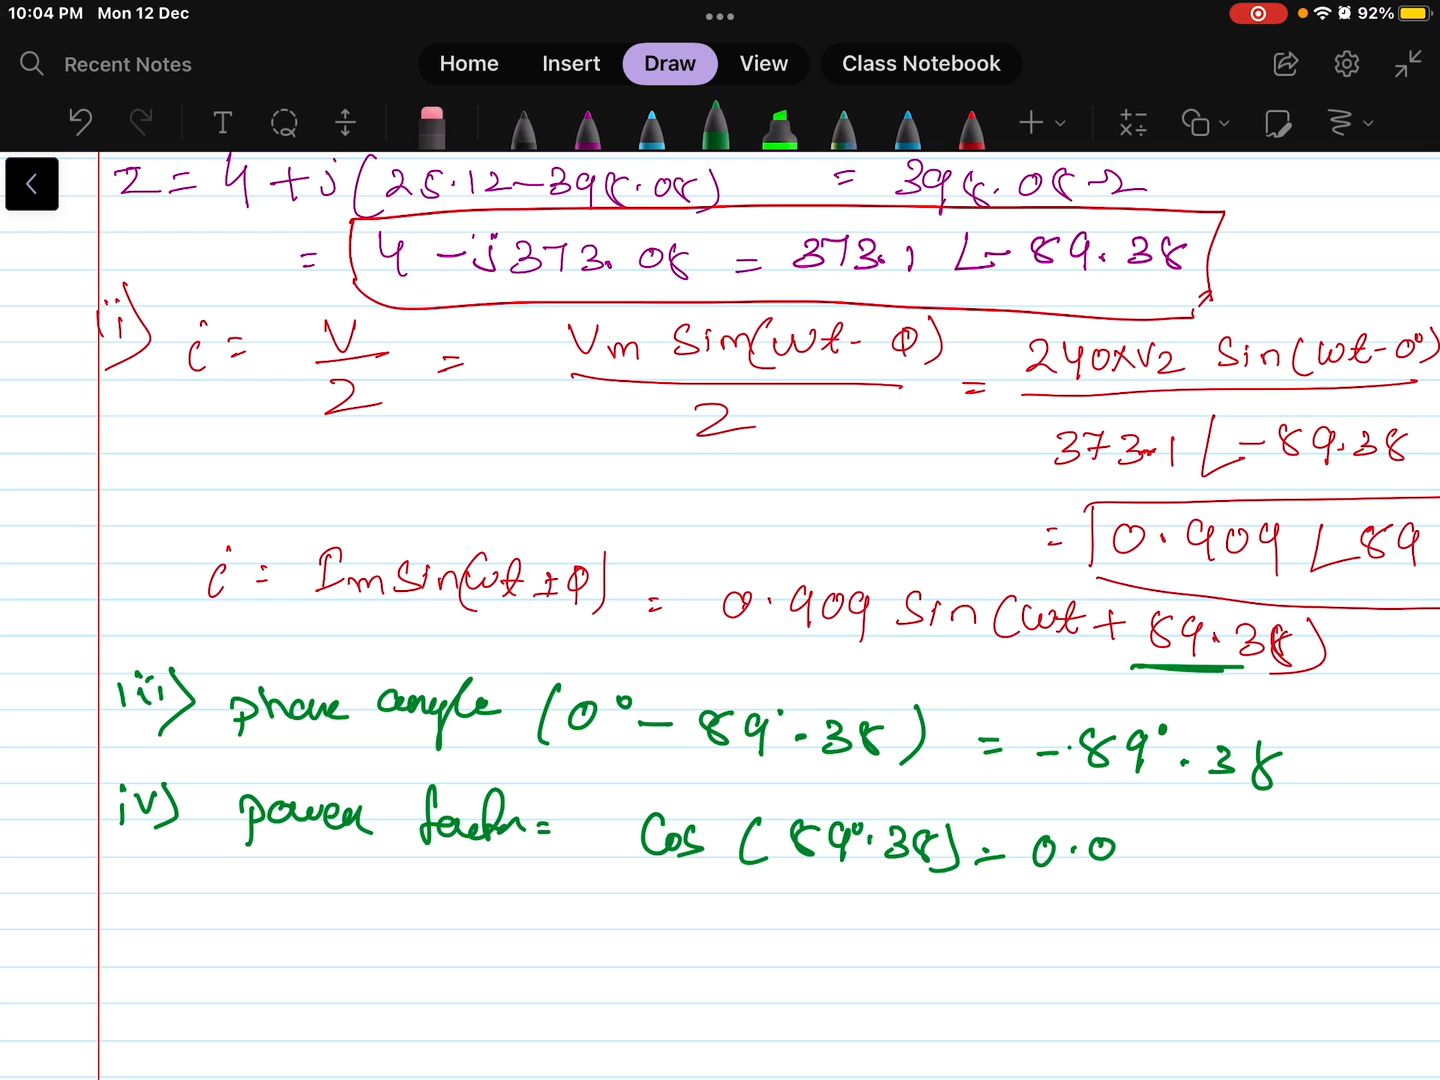 10:04 PM Mon 12 Dec
92%
Recent Notes
Home Insert Draw View Class Notebook
T
Z = 4 + j (25.12 - 398.08) = 398.08 Ω
= 4 - j 373.08 = 373.1 ∠-89.38
ii) i = V/Z = Vm Sin(ωt - φ)/Z = 240×√2 Sin(ωt - 0°)/373.1 ∠-89.38
= 0.909 ∠89
i = Im Sin(ωt ± φ) = 0.909 Sin (ωt + 89.38)
iii) phase angle (0° - 89°.38) = -89°.38
iv) power factor = Cos (89°.38) = 0.0